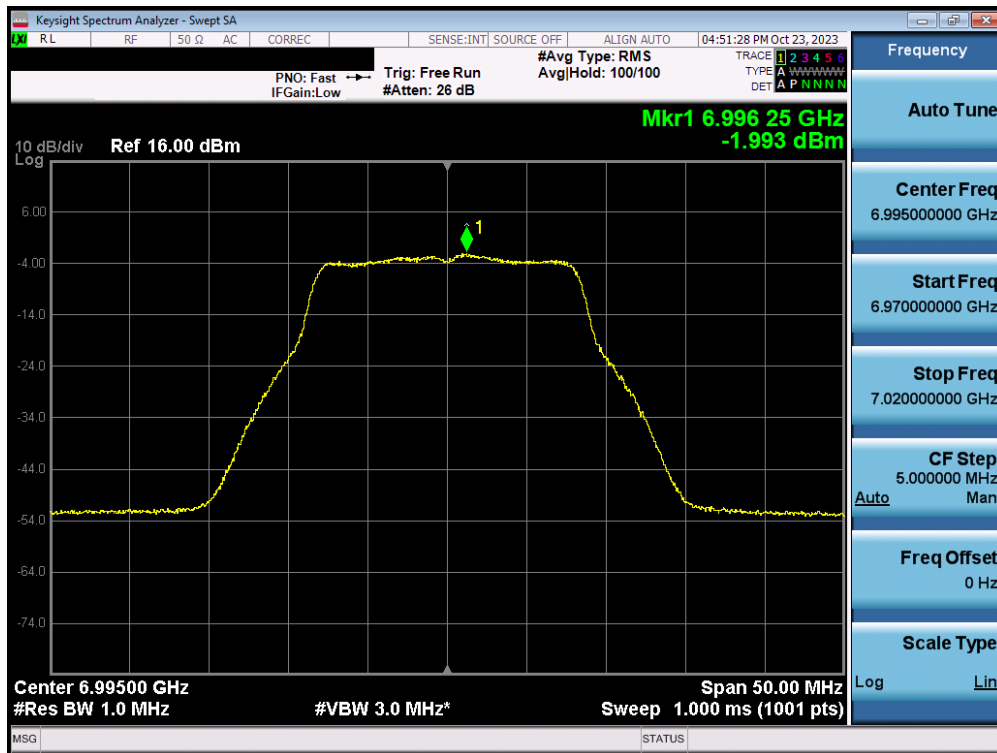 Keysight Spectrum Analyzer - Swept SA
LXI RL RF 50 Ω AC CORREC SENSE:INT SOURCE OFF ALIGN AUTO 04:51:28 PM Oct 23, 2023
PNO: Fast
IFGain:Low
Trig: Free Run
#Atten: 26 dB
#Avg Type: RMS
Avg|Hold: 100/100
TRACE 1 2 3 4 5 6
TYPE A WWWWW
DET A P N N N N
Mkr1 6.996 25 GHz
-1.993 dBm
10 dB/div Ref 16.00 dBm
Log
6.00
1
-4.00
-14.0
-24.0
-34.0
-44.0
-54.0
-64.0
-74.0
Center 6.99500 GHz Span 50.00 MHz
#Res BW 1.0 MHz #VBW 3.0 MHz* Sweep 1.000 ms (1001 pts)
MSG STATUS
Frequency
Auto Tune
Center Freq
6.995000000 GHz
Start Freq
6.970000000 GHz
Stop Freq
7.020000000 GHz
CF Step
5.000000 MHz
Auto Man
Freq Offset
0 Hz
Scale Type
Log Lin